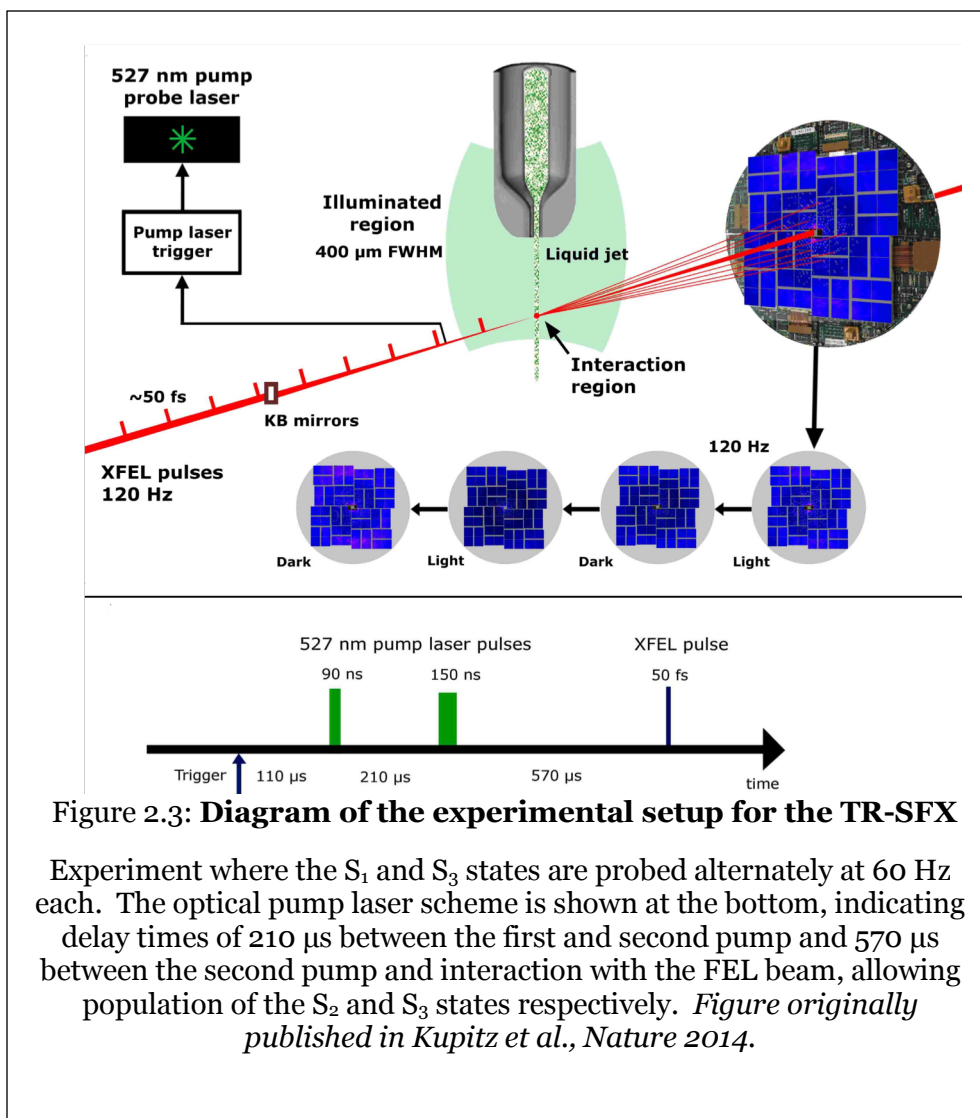 527 nm pump
probe laser
Pump laser
trigger
Illuminated
region
400 µm FWHM
Liquid jet
Interaction
region
~50 fs
KB mirrors
XFEL pulses
120 Hz
120 Hz
Dark
Light
Dark
Light
527 nm pump laser pulses
XFEL pulse
90 ns
150 ns
50 fs
Trigger
110 µs
210 µs
570 µs
time
Figure 2.3: Diagram of the experimental setup for the TR-SFX
Experiment where the S₁ and S₃ states are probed alternately at 60 Hz
each. The optical pump laser scheme is shown at the bottom, indicating
delay times of 210 µs between the first and second pump and 570 µs
between the second pump and interaction with the FEL beam, allowing
population of the S₂ and S₃ states respectively. Figure originally
published in Kupitz et al., Nature 2014.